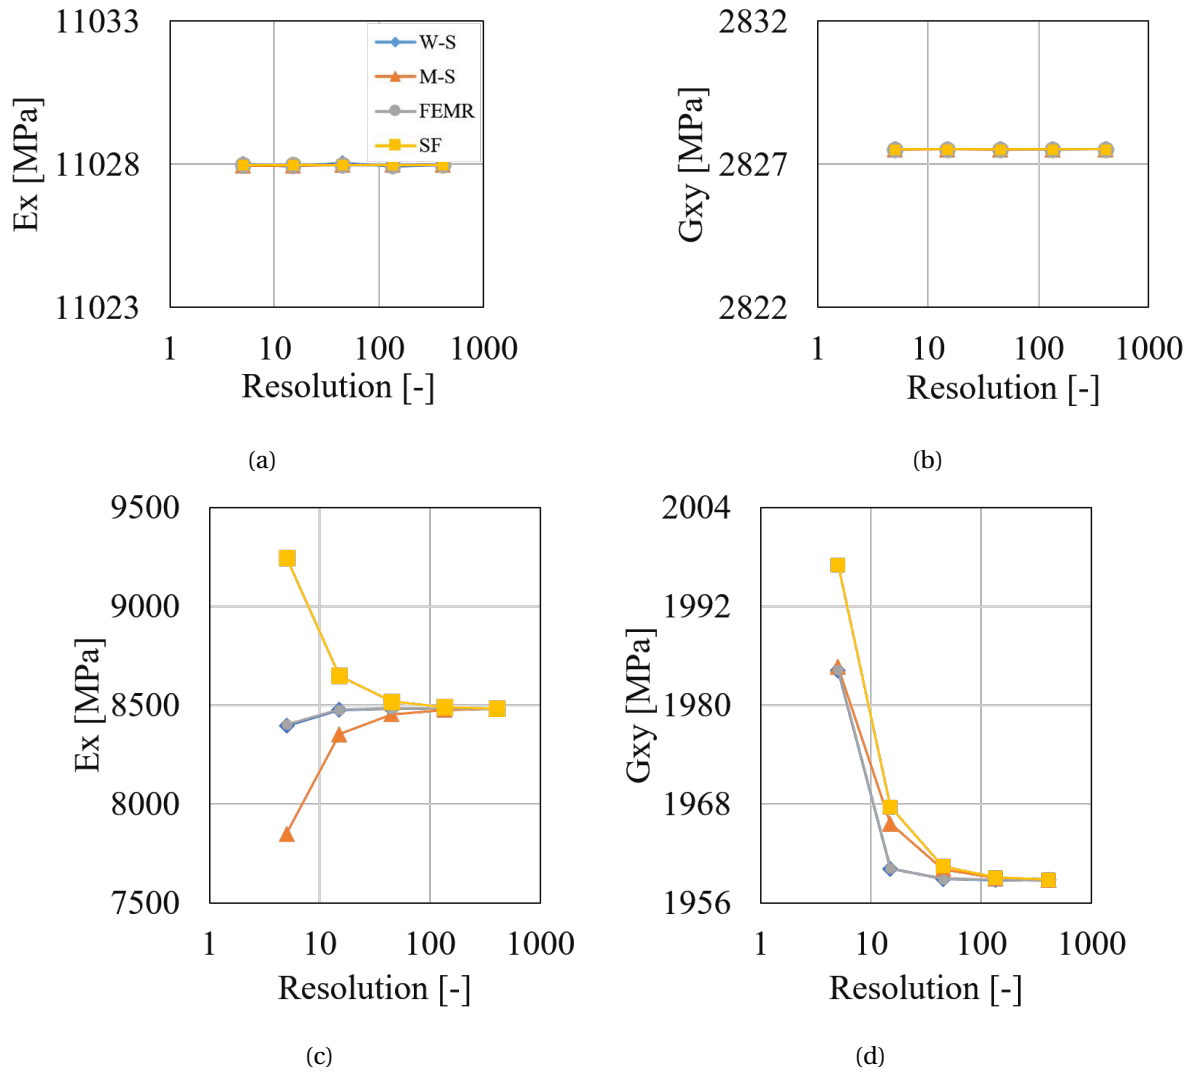 11033
W-S
M-S
FEMR
SF
11028
11023
Ex [MPa]
1 10 100 1000
Resolution [-]
(a)
2832
2827
2822
Gxy [MPa]
1 10 100 1000
Resolution [-]
(b)
9500
9000
8500
8000
7500
Ex [MPa]
1 10 100 1000
Resolution [-]
(c)
2004
1992
1980
1968
1956
Gxy [MPa]
1 10 100 1000
Resolution [-]
(d)